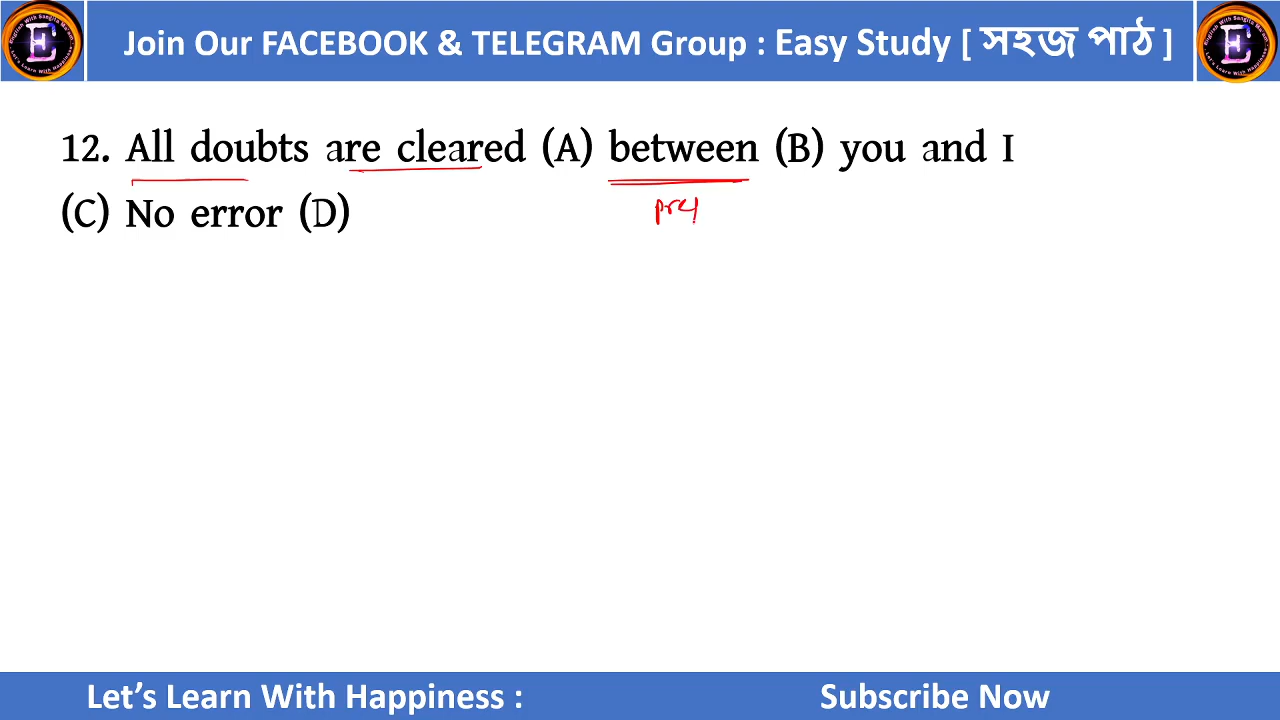 Join Our FACEBOOK & TELEGRAM Group : Easy Study [ সহজ পাঠ ]
12. All doubts are cleared (A) between (B) you and I
(C) No error (D)
Let's Learn With Happiness :
Subscribe Now